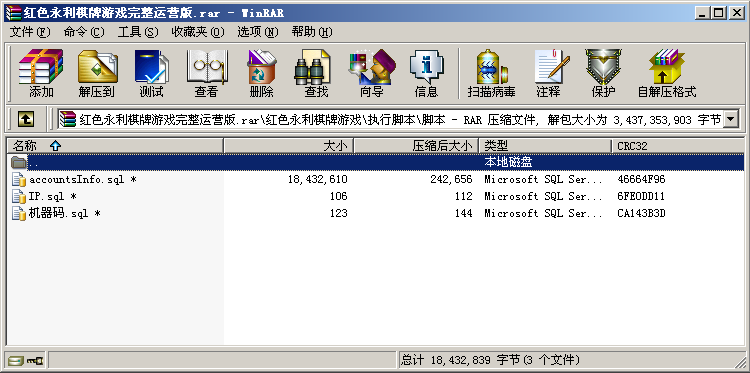 红色永利棋牌游戏完整运营版.rar - WinRAR
文件(F) 命令(C) 工具(S) 收藏夹(O) 选项(N) 帮助(H)
添加 解压到 测试 查看 删除 查找 向导 信息 扫描病毒 注释 保护 自解压格式
红色永利棋牌游戏完整运营版.rar\红色永利棋牌游戏\执行脚本\脚本 - RAR 压缩文件, 解包大小为 3,437,353,903 字节
名称 大小 压缩后大小 类型 CRC32
.. 本地磁盘
accountsInfo.sql * 18,432,610 242,656 Microsoft SQL Ser... 46664F96
IP.sql * 106 112 Microsoft SQL Ser... 6FE0DD11
机器码.sql * 123 144 Microsoft SQL Ser... CA143B3D
总计 18,432,839 字节(3 个文件)